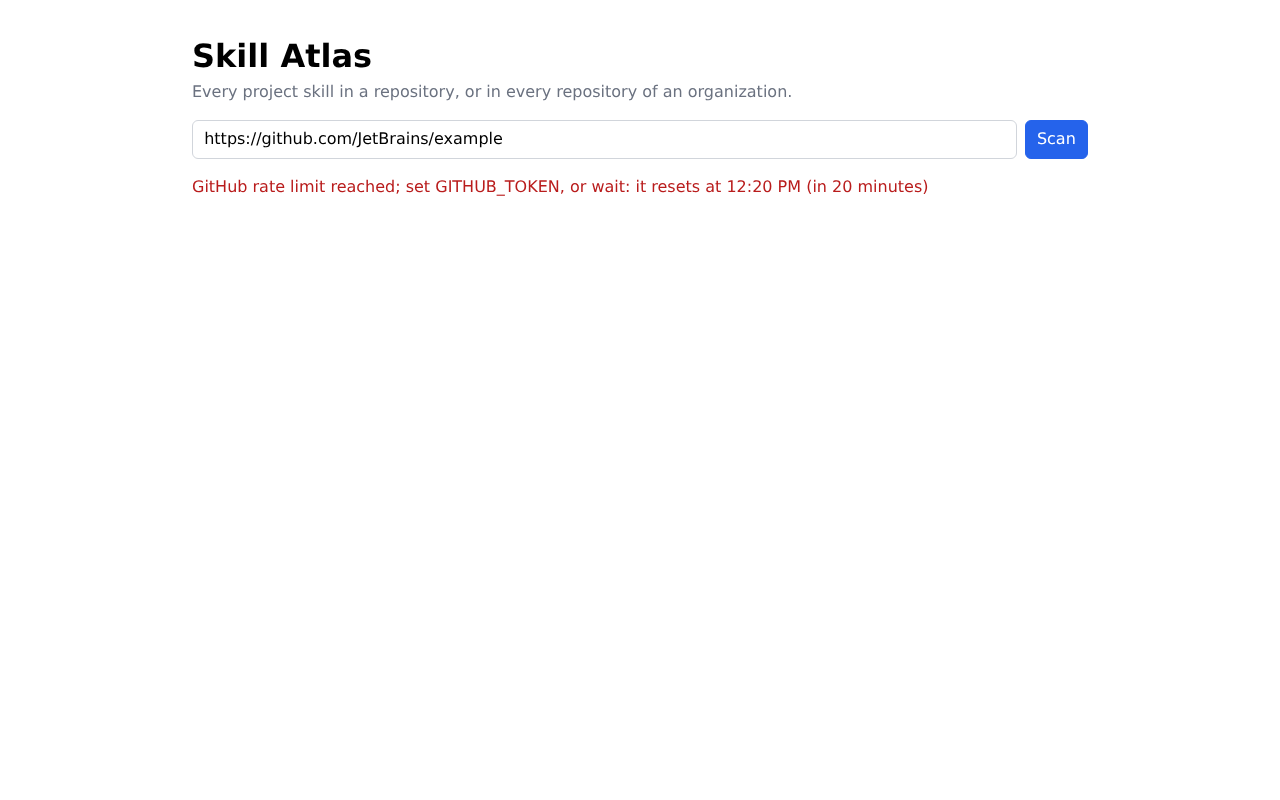 Skill Atlas
Every project skill in a repository, or in every repository of an organization.
https://github.com/JetBrains/example
Scan
GitHub rate limit reached; set GITHUB_TOKEN, or wait: it resets at 12:20 PM (in 20 minutes)